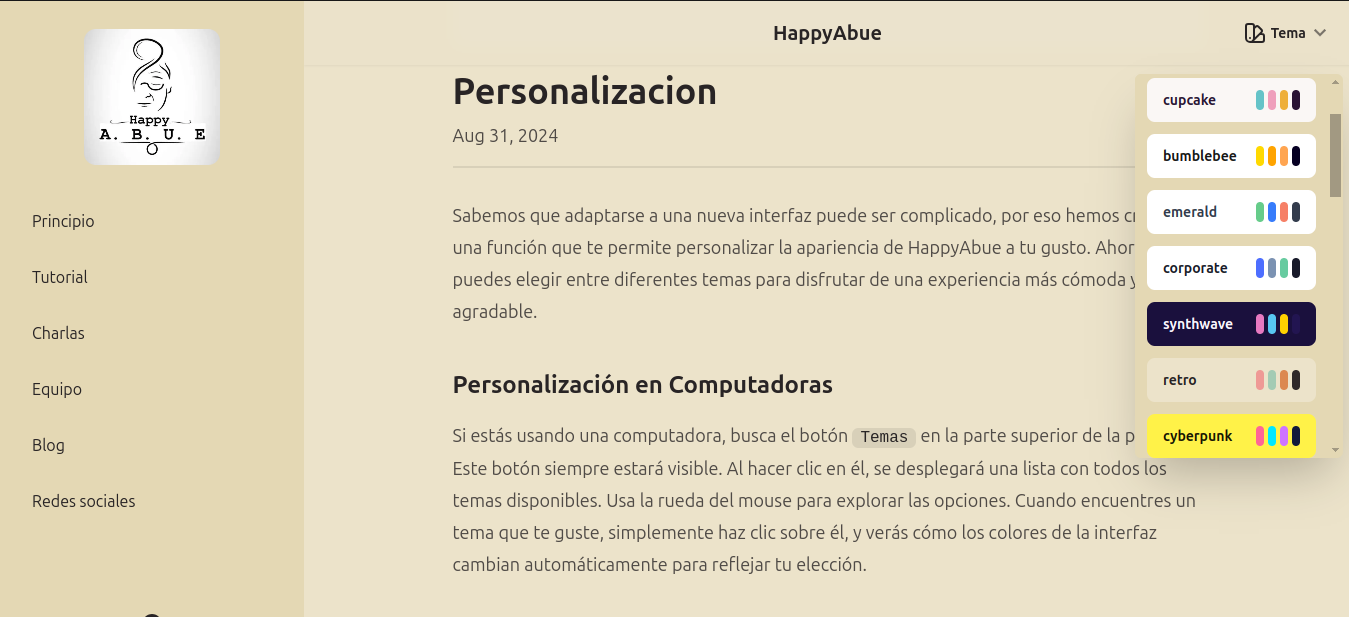 Happy
A. B. U. E
Principio
Tutorial
Charlas
Equipo
Blog
Redes sociales
HappyAbue
Tema
Personalizacion
Aug 31, 2024
Sabemos que adaptarse a una nueva interfaz puede ser complicado, por eso hemos
una función que te permite personalizar la apariencia de HappyAbue a tu gusto.
puedes elegir entre diferentes temas para disfrutar de una experiencia más cómoda y
agradable.
Personalización en Computadoras
Si estás usando una computadora, busca el botón Temas en la parte superior de la
Este botón siempre estará visible. Al hacer clic en él, se desplegará una lista con todos los
temas disponibles. Usa la rueda del mouse para explorar las opciones. Cuando encuentres un
tema que te guste, simplemente haz clic sobre él, y verás cómo los colores de la interfaz
cambian automáticamente para reflejar tu elección.
cupcake
bumblebee
emerald
corporate
synthwave
retro
cyberpunk